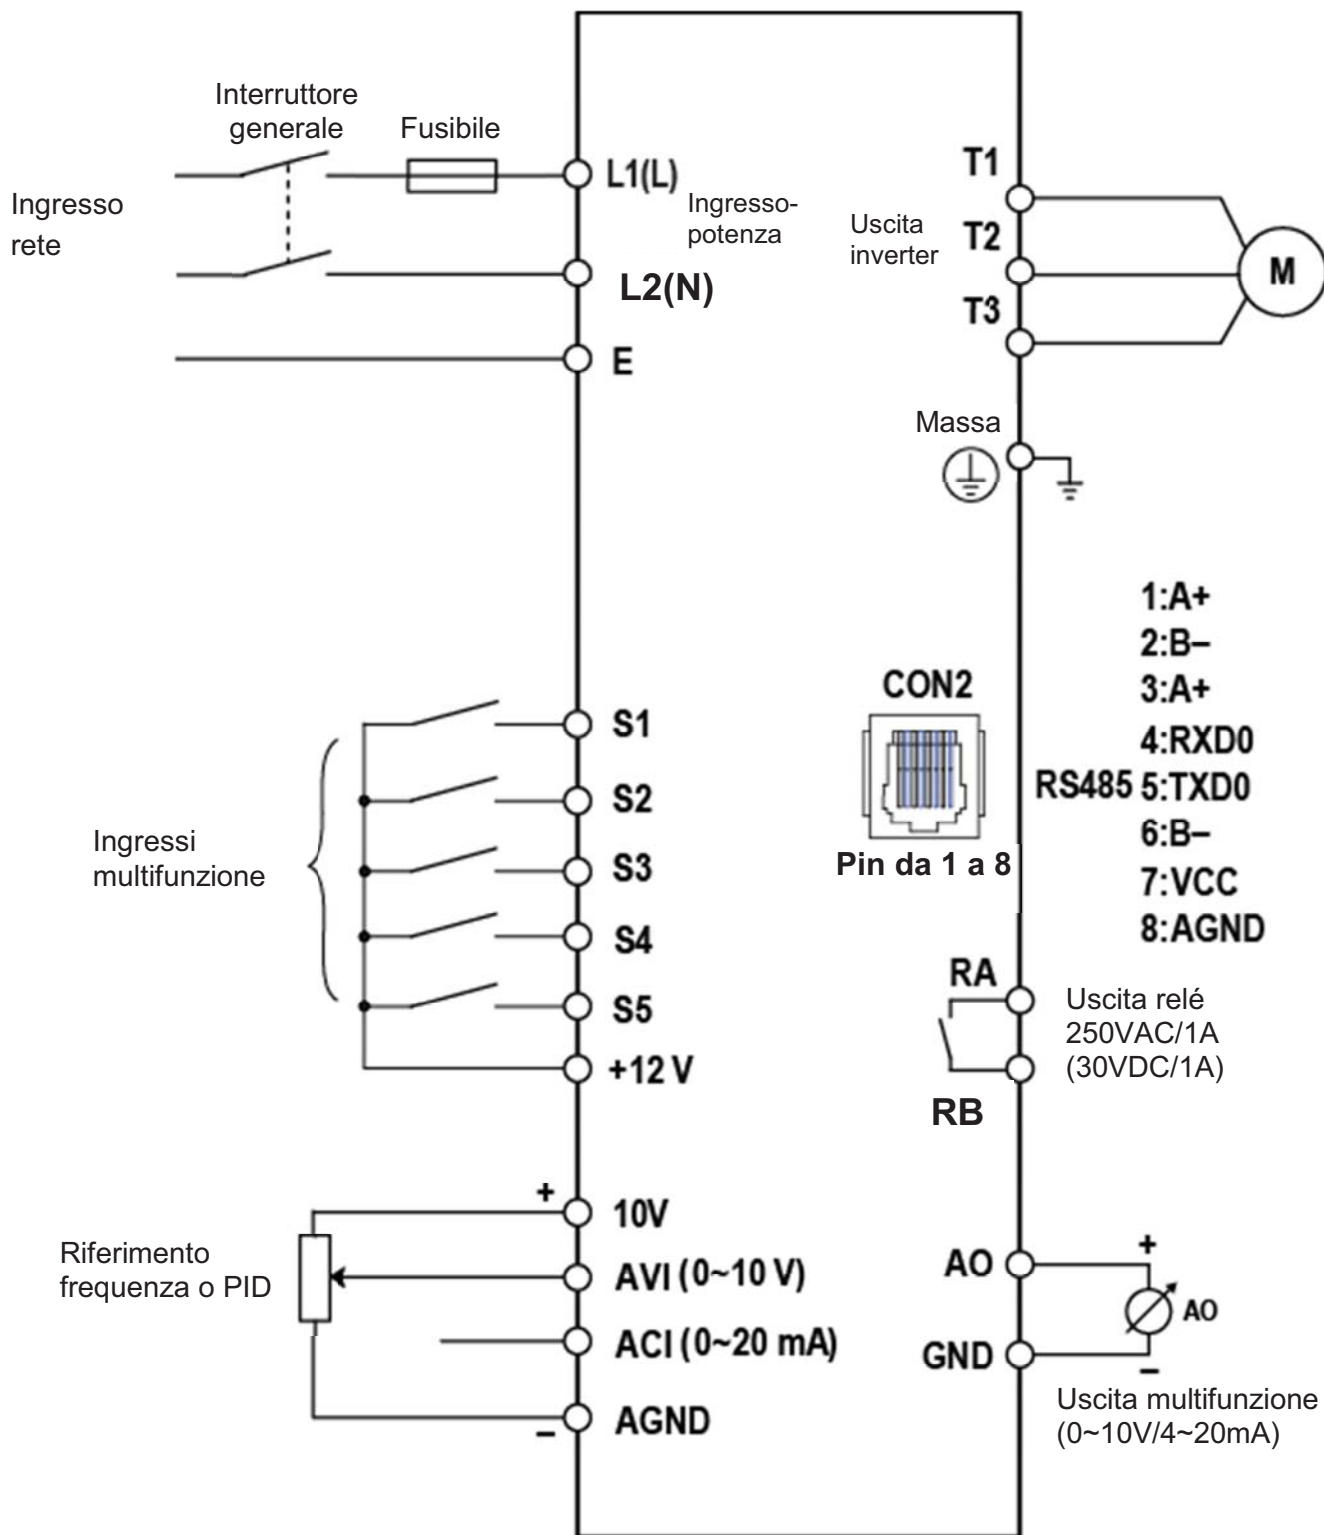 Interruttore
generale
Fusibile
Ingresso
rete
L1(L)
Ingresso-
potenza
L2(N)
E
Uscita
inverter
T1
T2
T3
M
Massa
Ingressi
multifunzione
S1
S2
S3
S4
S5
+12 V
CON2
Pin da 1 a 8
RS485
1:A+
2:B–
3:A+
4:RXD0
5:TXD0
6:B–
7:VCC
8:AGND
RA
RB
Uscita relé
250VAC/1A
(30VDC/1A)
Riferimento
frequenza o PID
+
10V
AVI (0~10 V)
ACI (0~20 mA)
AGND
–
AO
GND
+
AO
–
Uscita multifunzione
(0~10V/4~20mA)